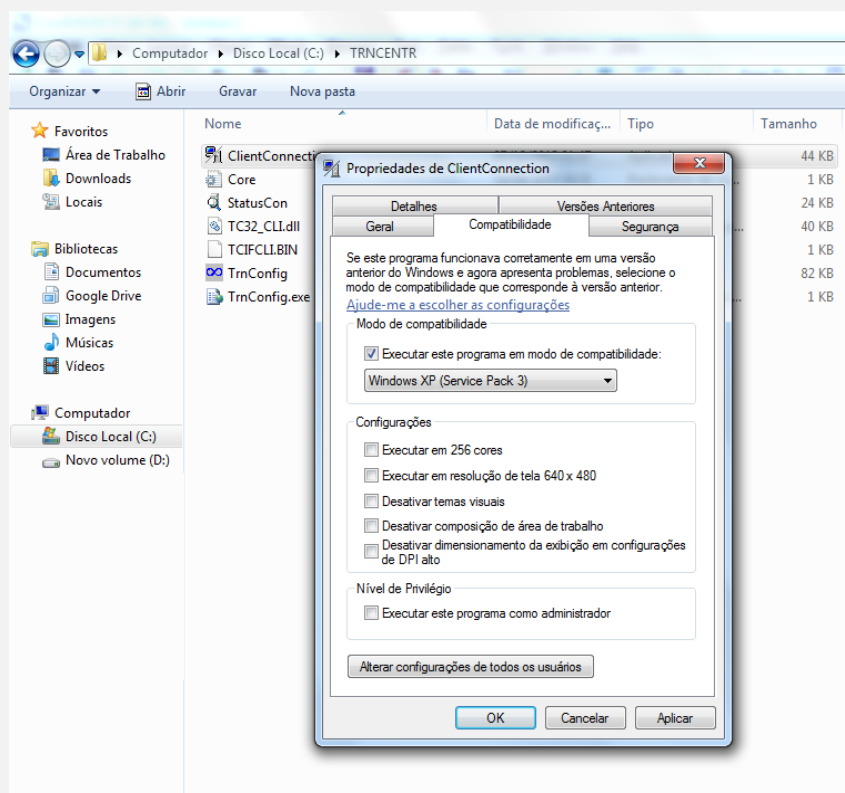 Computador Disco Local (C:) TRNCENTR
Organizar Abrir Gravar Nova pasta
Nome Data de modificaç... Tipo Tamanho
Favoritos
Área de Trabalho
Downloads
Locais
Bibliotecas
Documentos
Google Drive
Imagens
Músicas
Vídeos
Computador
Disco Local (C:)
Novo volume (D:)
ClientConnecti 44 KB
Core 1 KB
StatusCon 24 KB
TC32_CLI.dll 40 KB
TCIFCLI.BIN 1 KB
TrnConfig 82 KB
TrnConfig.exe 1 KB
Propriedades de ClientConnection
Detalhes Versões Anteriores
Geral Compatibilidade Segurança
Se este programa funcionava corretamente em uma versão
anterior do Windows e agora apresenta problemas, selecione o
modo de compatibilidade que corresponde à versão anterior.
Ajude-me a escolher as configurações
Modo de compatibilidade
Executar este programa em modo de compatibilidade:
Windows XP (Service Pack 3)
Configurações
Executar em 256 cores
Executar em resolução de tela 640 x 480
Desativar temas visuais
Desativar composição de área de trabalho
Desativar dimensionamento da exibição em configurações
de DPI alto
Nível de Privilégio
Executar este programa como administrador
Alterar configurações de todos os usuários
OK Cancelar Aplicar